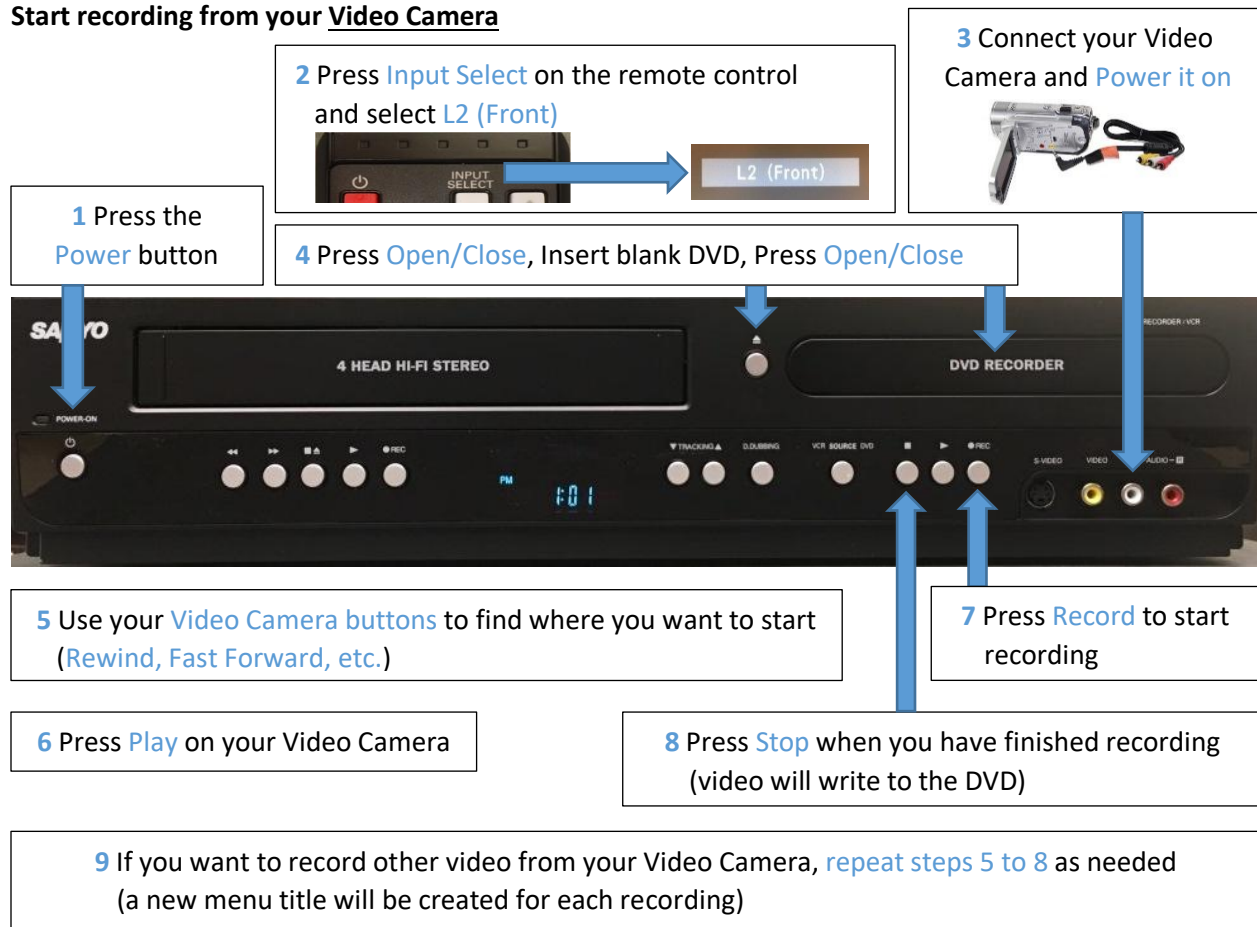 Start recording from your Video Camera
3 Connect your Video
Camera and Power it on
2 Press Input Select on the remote control
and select L2 (Front)
INPUT
SELECT
L2 (Front)
1 Press the
Power button
4 Press Open/Close, Insert blank DVD, Press Open/Close
SA YO
RECORDER / VCR
4 HEAD HI-FI STEREO
DVD RECORDER
POWER-ON
REC
▼ TRACKING ▲
D.DUBBING
VCR SOURCE DVD
REC
S-VIDEO
VIDEO
AUDIO - R
PM
1:01
5 Use your Video Camera buttons to find where you want to start
(Rewind, Fast Forward, etc.)
7 Press Record to start
recording
6 Press Play on your Video Camera
8 Press Stop when you have finished recording
(video will write to the DVD)
9 If you want to record other video from your Video Camera, repeat steps 5 to 8 as needed
(a new menu title will be created for each recording)